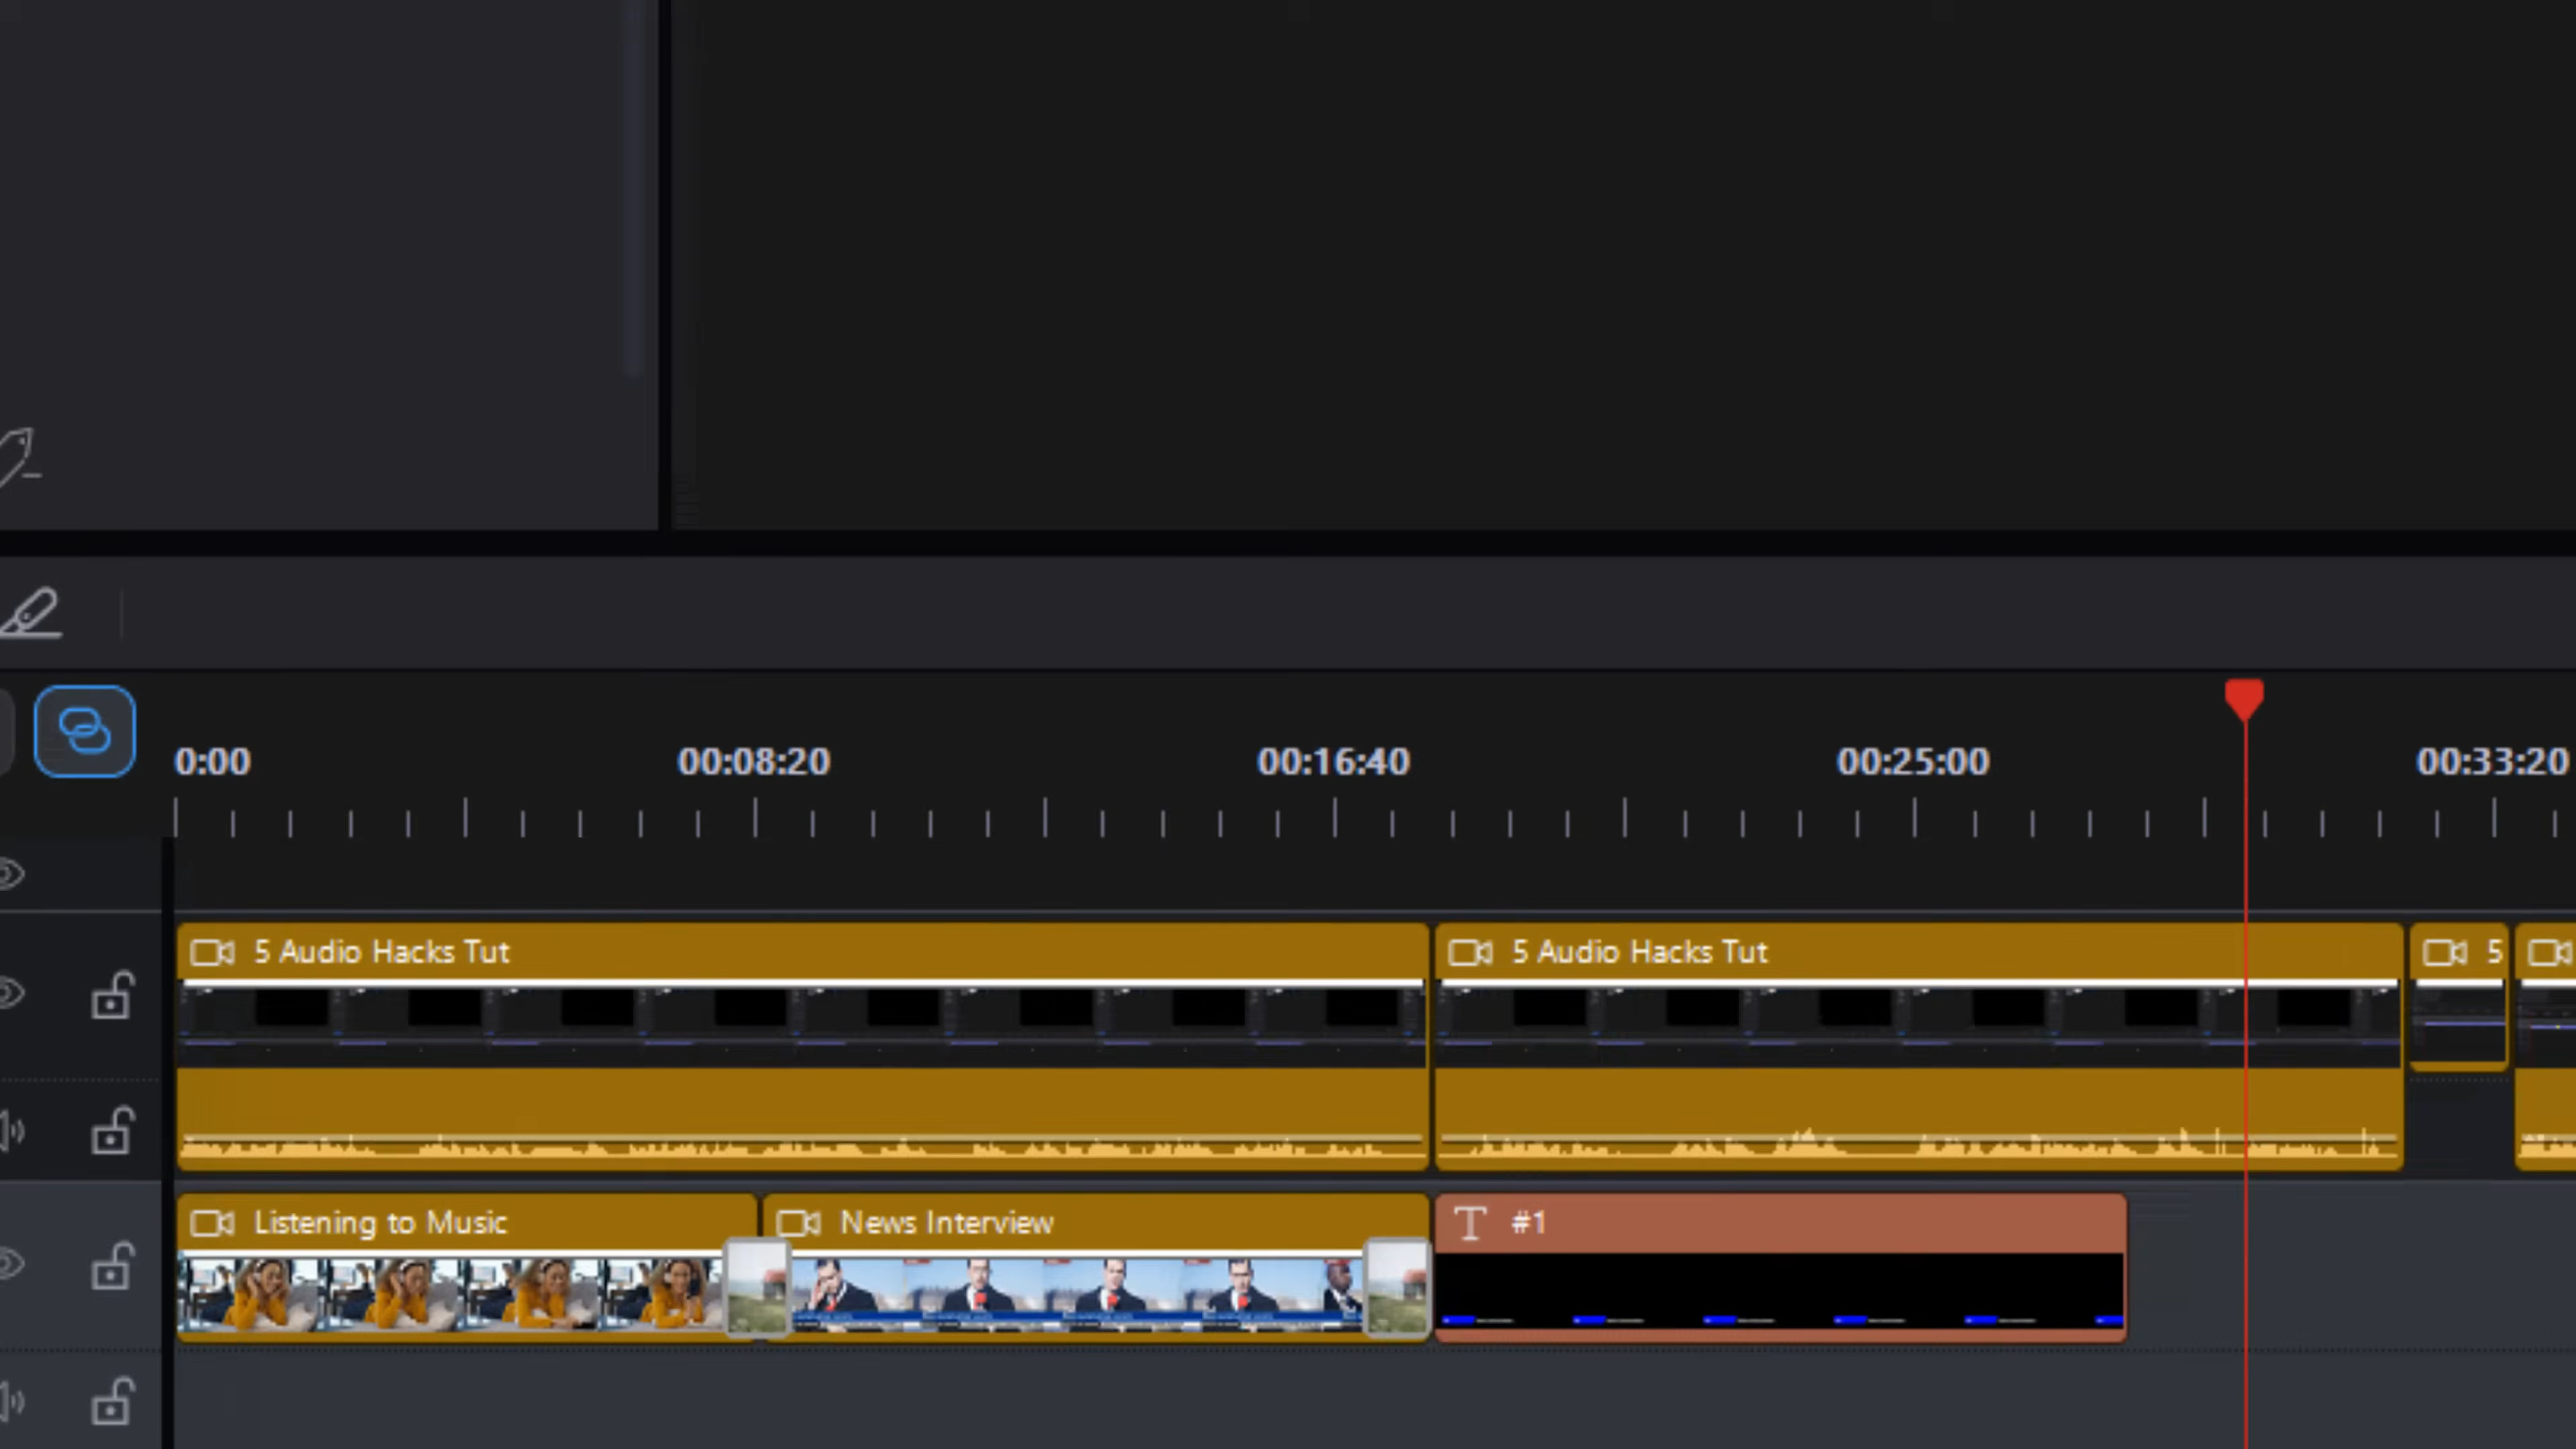 0:00 00:08:20 00:16:40 00:25:00 00:33:20
5 Audio Hacks Tut 5 Audio Hacks Tut 5
Listening to Music News Interview T #1